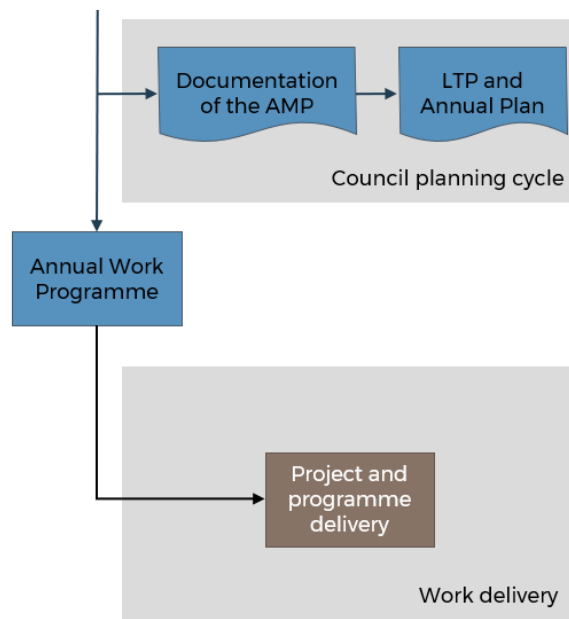 Documentation
of the AMP
LTP and
Annual Plan
Council planning cycle
Annual Work
Programme
Project and
programme
delivery
Work delivery